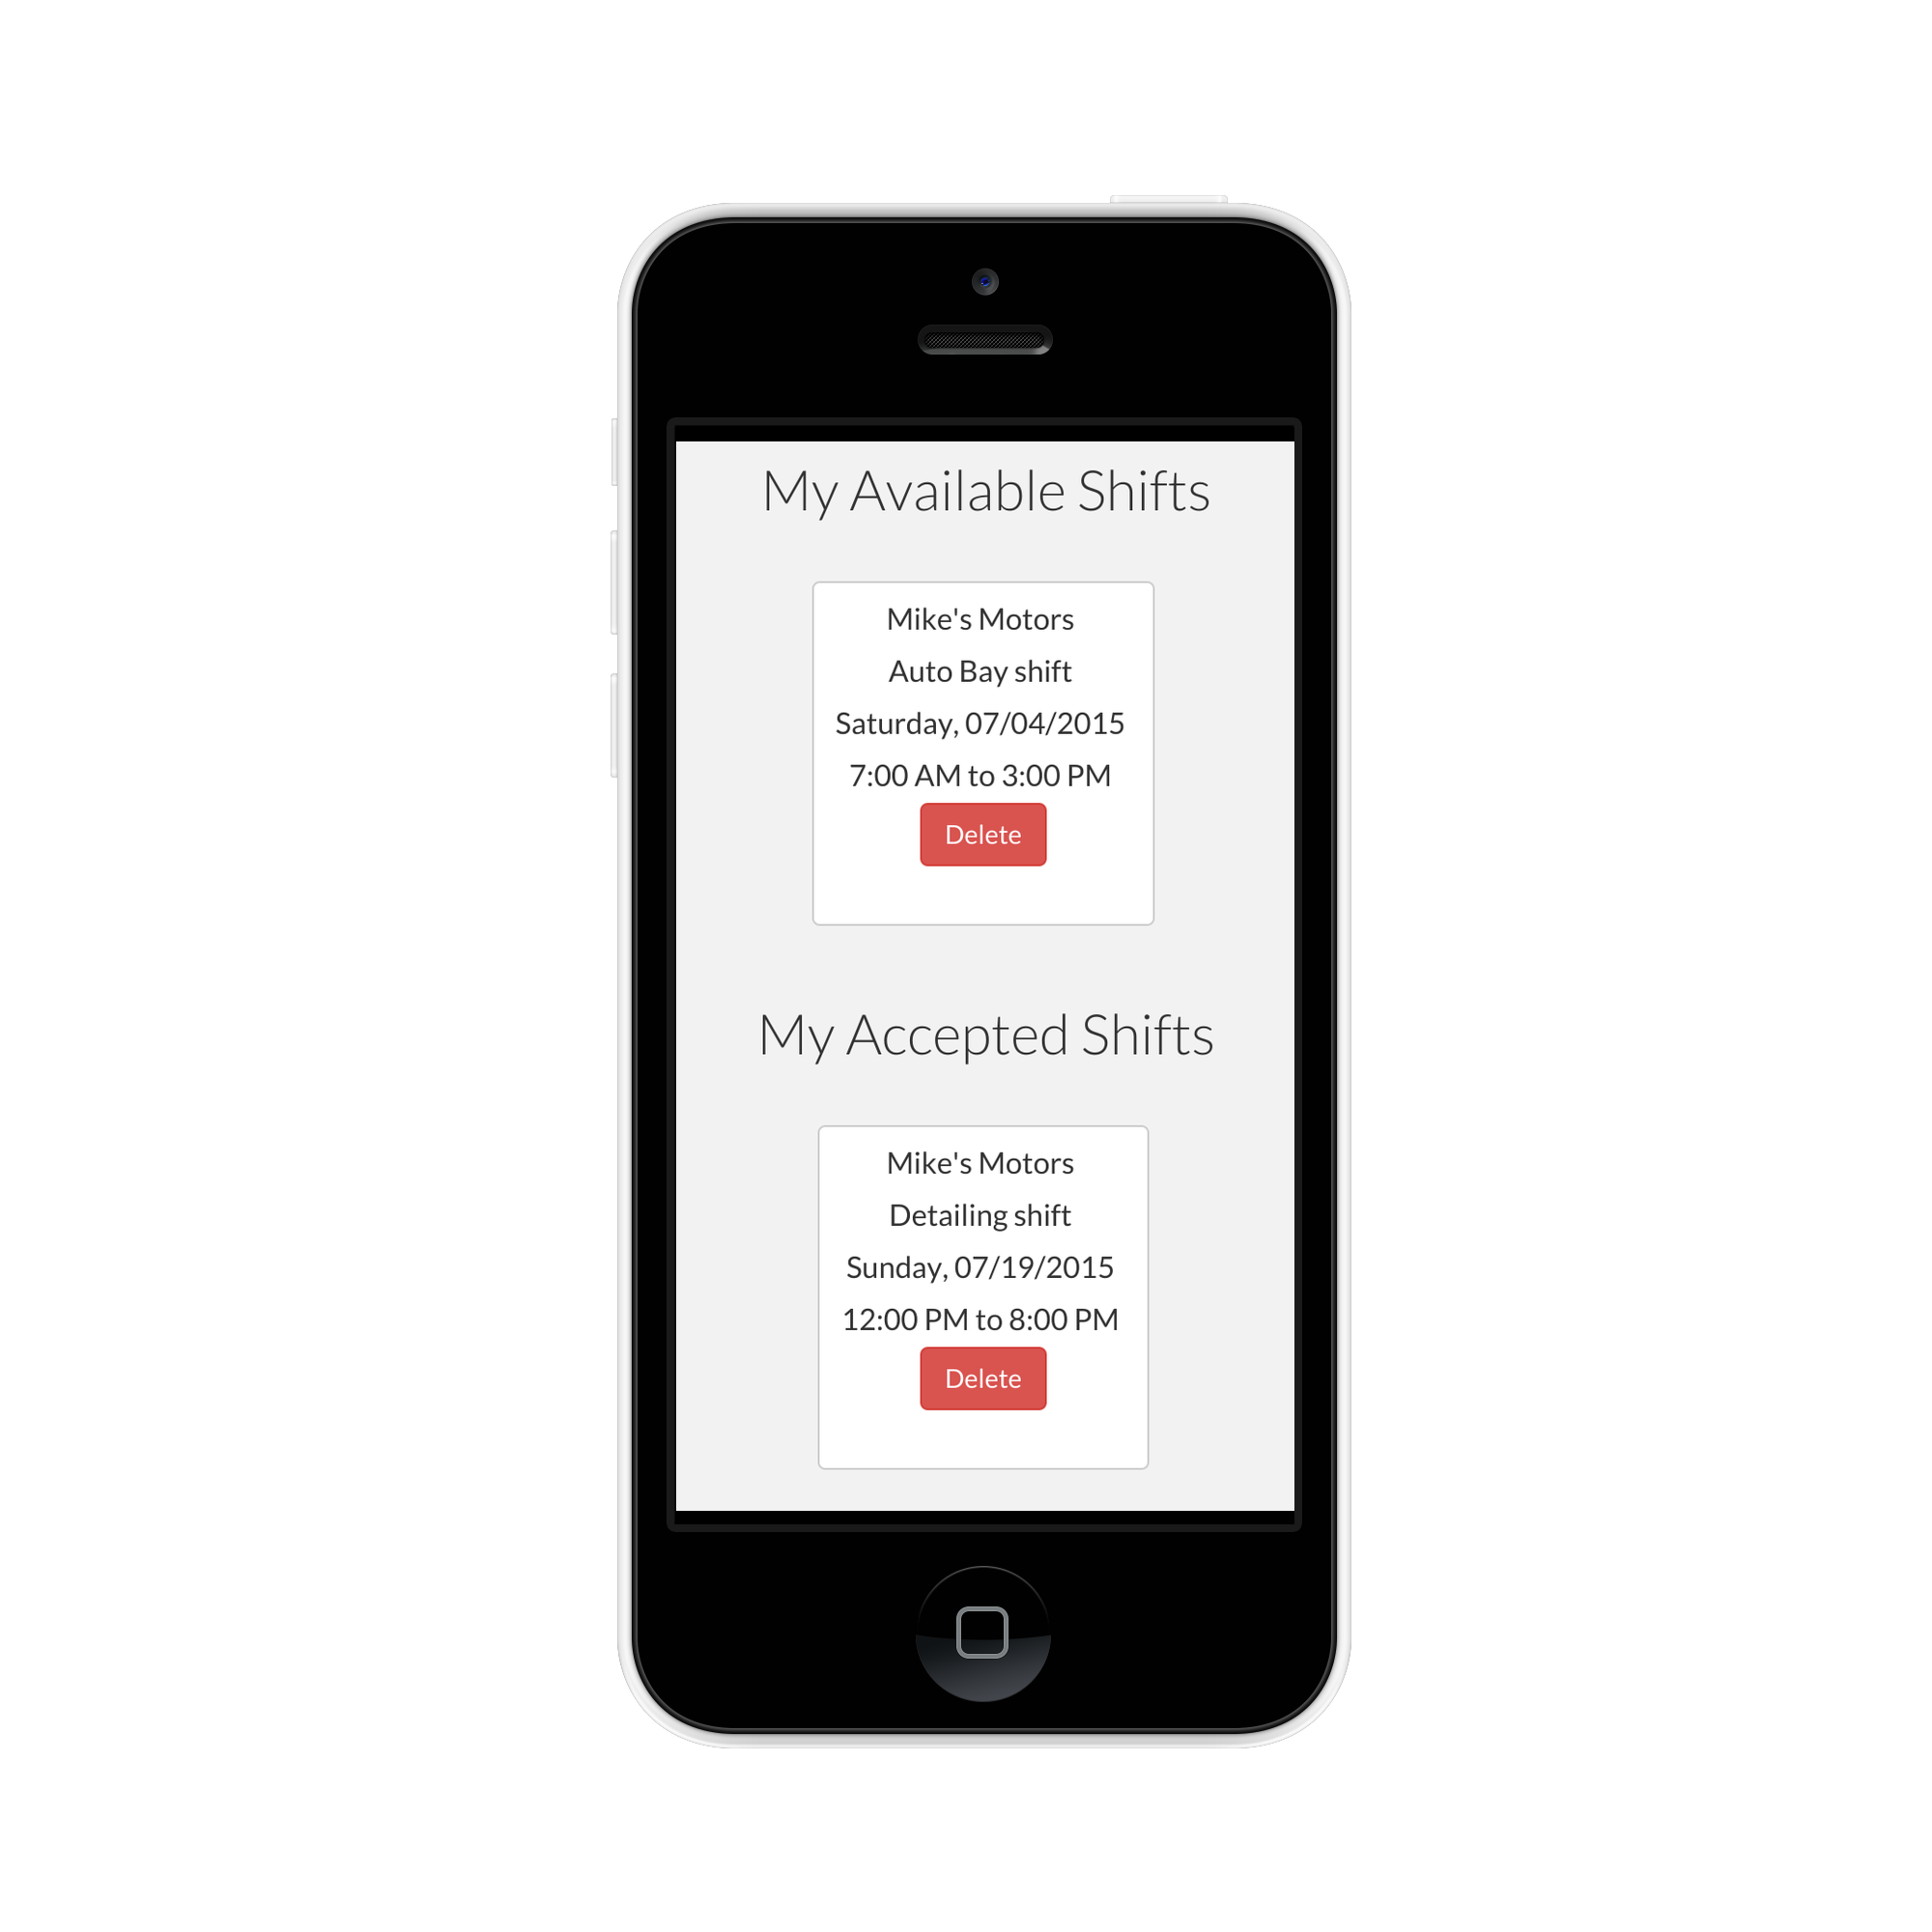 My Available Shifts
Mike's Motors
Auto Bay shift
Saturday, 07/04/2015
7:00 AM to 3:00 PM
Delete
My Accepted Shifts
Mike's Motors
Detailing shift
Sunday, 07/19/2015
12:00 PM to 8:00 PM
Delete